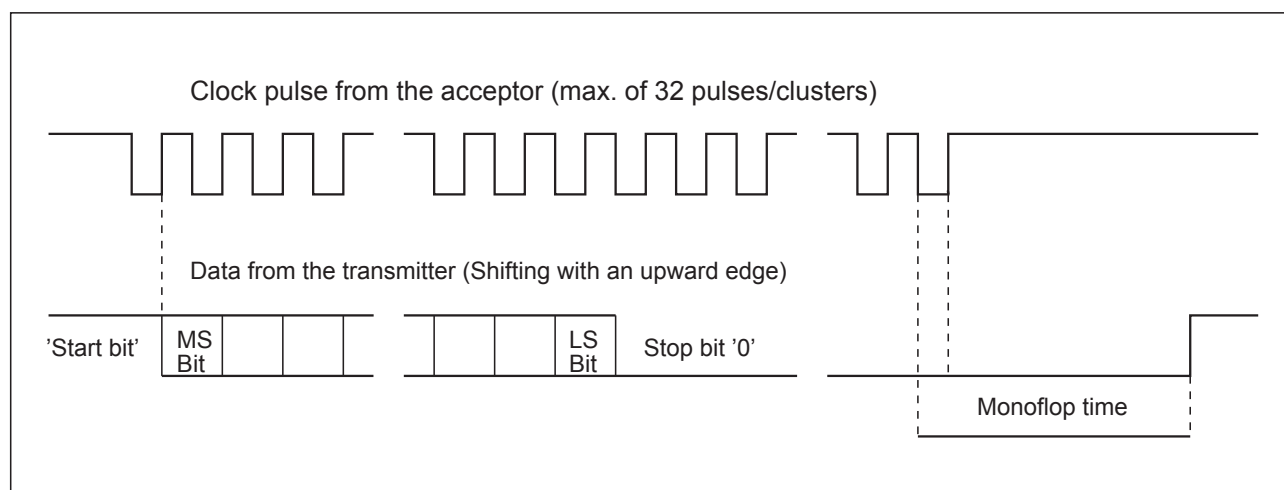 Clock pulse from the acceptor (max. of 32 pulses/clusters)
Data from the transmitter (Shifting with an upward edge)
'Start bit'
MS
Bit
LS
Bit
Stop bit '0'
Monoflop time